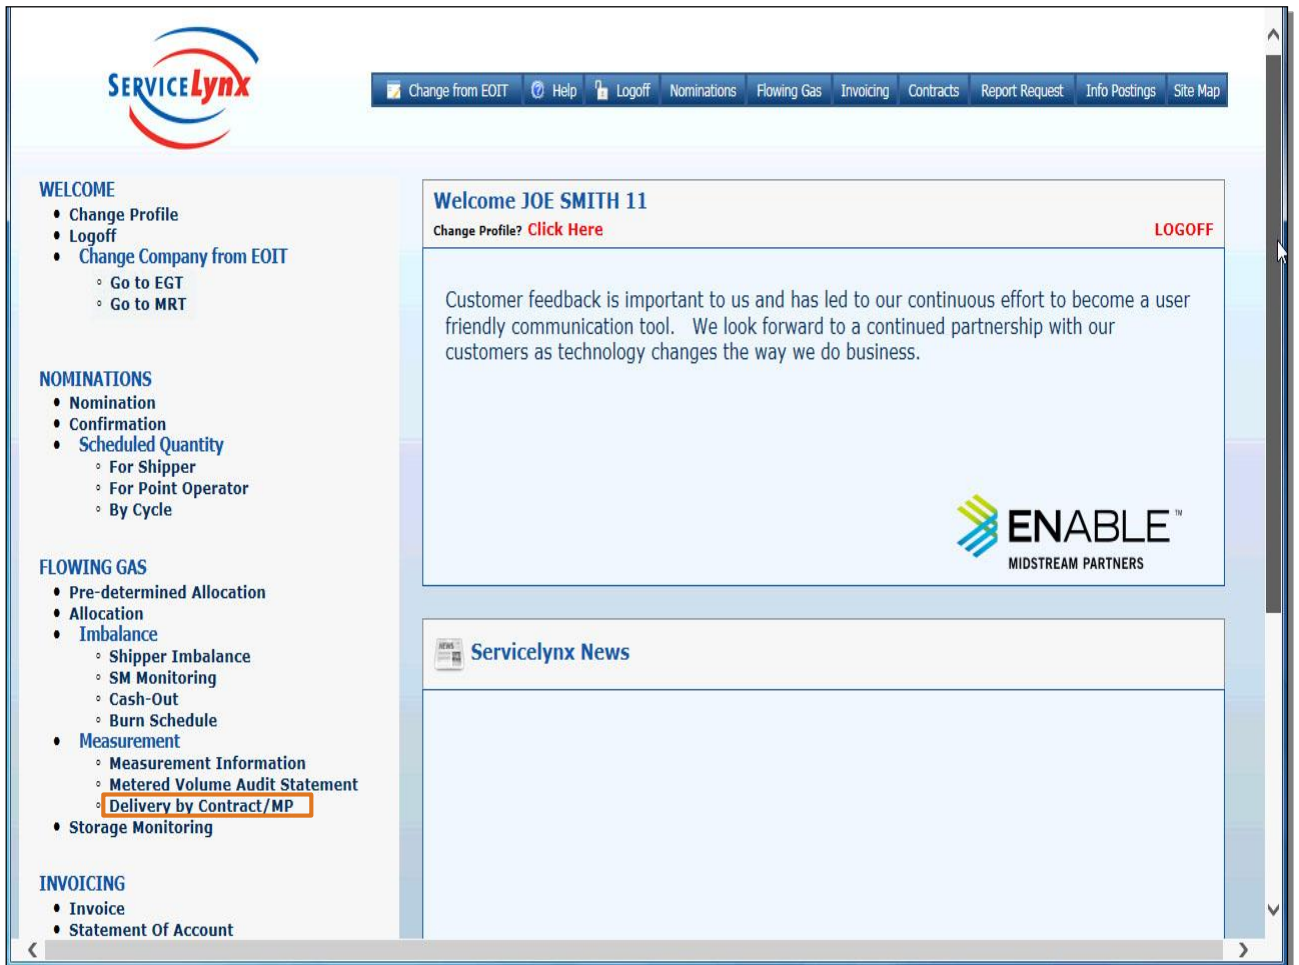 SERVICELynx
Change from EOIT Help Logoff Nominations Flowing Gas Invoicing Contracts Report Request Info Postings Site Map
WELCOME
• Change Profile
• Logoff
• Change Company from EOIT
◦ Go to EGT
◦ Go to MRT
NOMINATIONS
• Nomination
• Confirmation
• Scheduled Quantity
◦ For Shipper
◦ For Point Operator
◦ By Cycle
FLOWING GAS
• Pre-determined Allocation
• Allocation
• Imbalance
◦ Shipper Imbalance
◦ SM Monitoring
◦ Cash-Out
◦ Burn Schedule
• Measurement
◦ Measurement Information
◦ Metered Volume Audit Statement
◦ Delivery by Contract/MP
• Storage Monitoring
INVOICING
• Invoice
• Statement Of Account
Welcome JOE SMITH 11
Change Profile? Click Here LOGOFF
Customer feedback is important to us and has led to our continuous effort to become a user
friendly communication tool. We look forward to a continued partnership with our
customers as technology changes the way we do business.
ENABLE™
MIDSTREAM PARTNERS
NEWS
Servicelynx News